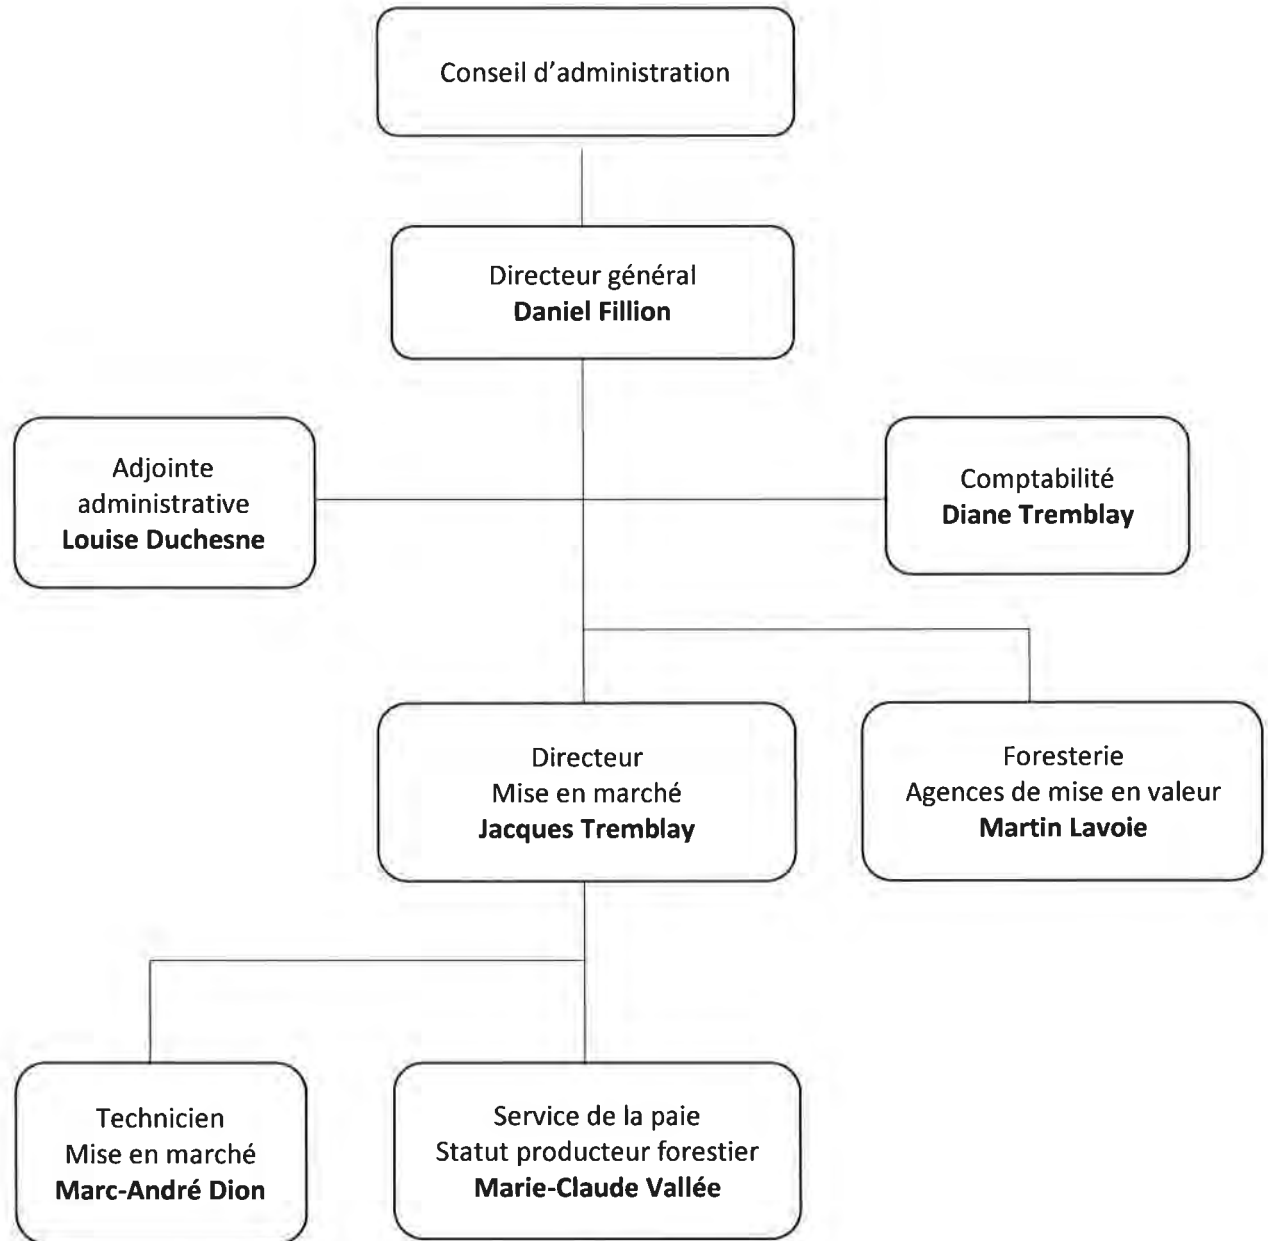 Conseil d'administration
Directeur général
Daniel Fillion
Adjointe
administrative
Louise Duchesne
Comptabilité
Diane Tremblay
Directeur
Mise en marché
Jacques Tremblay
Foresterie
Agences de mise en valeur
Martin Lavoie
Technicien
Mise en marché
Marc-André Dion
Service de la paie
Statut producteur forestier
Marie-Claude Vallée